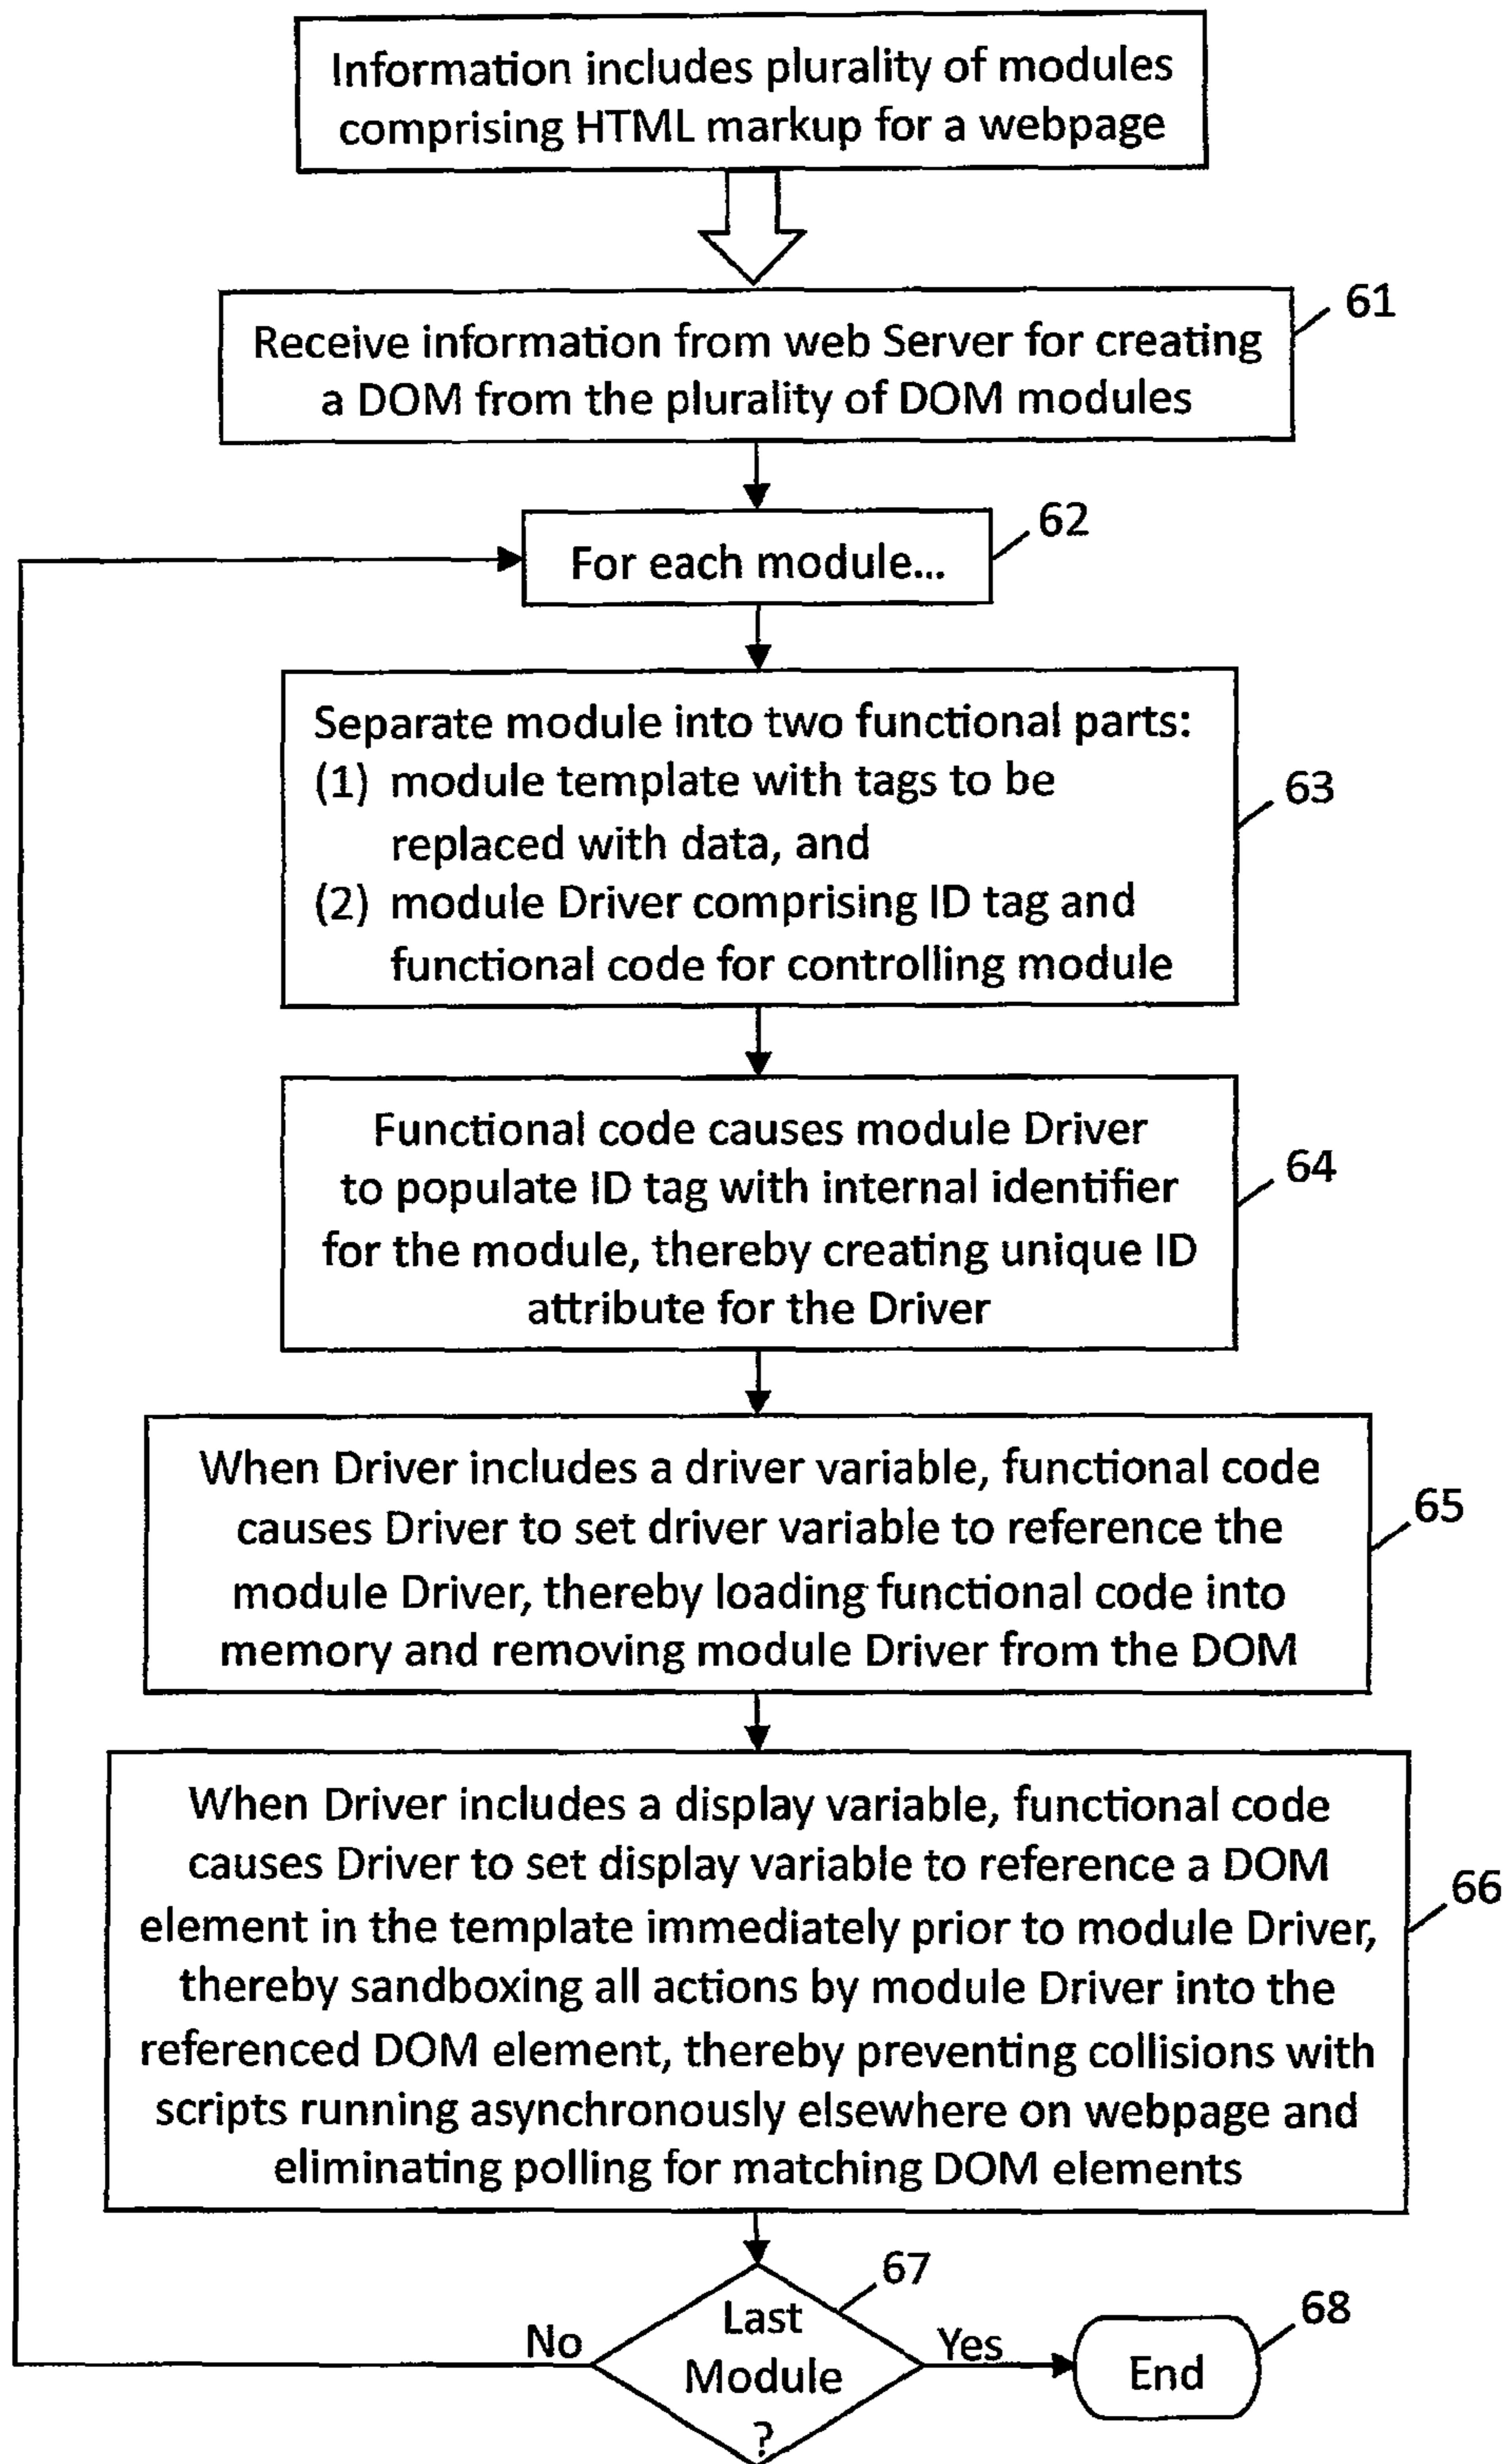 Information includes plurality of modules
comprising HTML markup for a webpage
61
Receive information from web Server for creating
a DOM from the plurality of DOM modules
62
For each module...
Separate module into two functional parts:
(1) module template with tags to be
replaced with data, and
(2) module Driver comprising ID tag and
functional code for controlling module
63
Functional code causes module Driver
to populate ID tag with internal identifier
for the module, thereby creating unique ID
attribute for the Driver
64
When Driver includes a driver variable, functional code
causes Driver to set driver variable to reference the
module Driver, thereby loading functional code into
memory and removing module Driver from the DOM
65
When Driver includes a display variable, functional code
causes Driver to set display variable to reference a DOM
element in the template immediately prior to module Driver,
thereby sandboxing all actions by module Driver into the
referenced DOM element, thereby preventing collisions with
scripts running asynchronously elsewhere on webpage and
eliminating polling for matching DOM elements
66
67
Last
Module
?
No
Yes
68
End